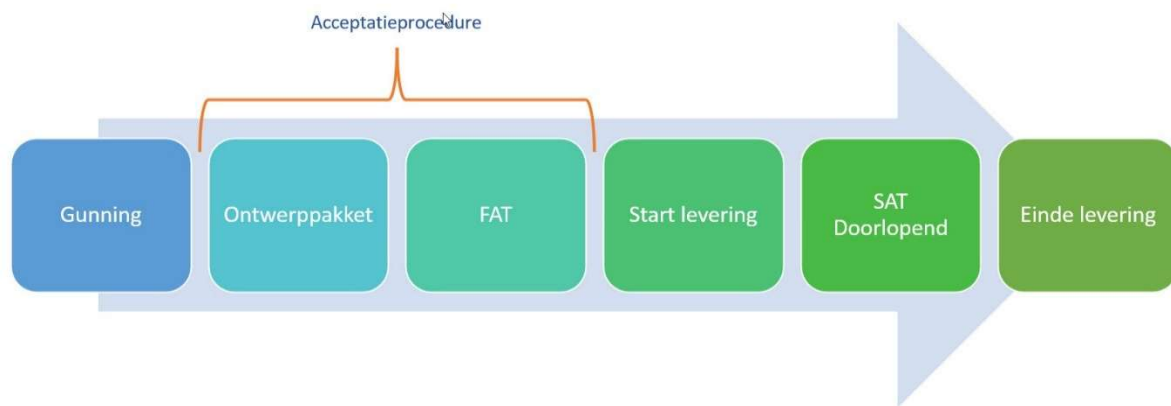 Acceptatieprocedure
Gunning
Ontwerppakket
FAT
Start levering
SAT
Doorlopend
Einde levering